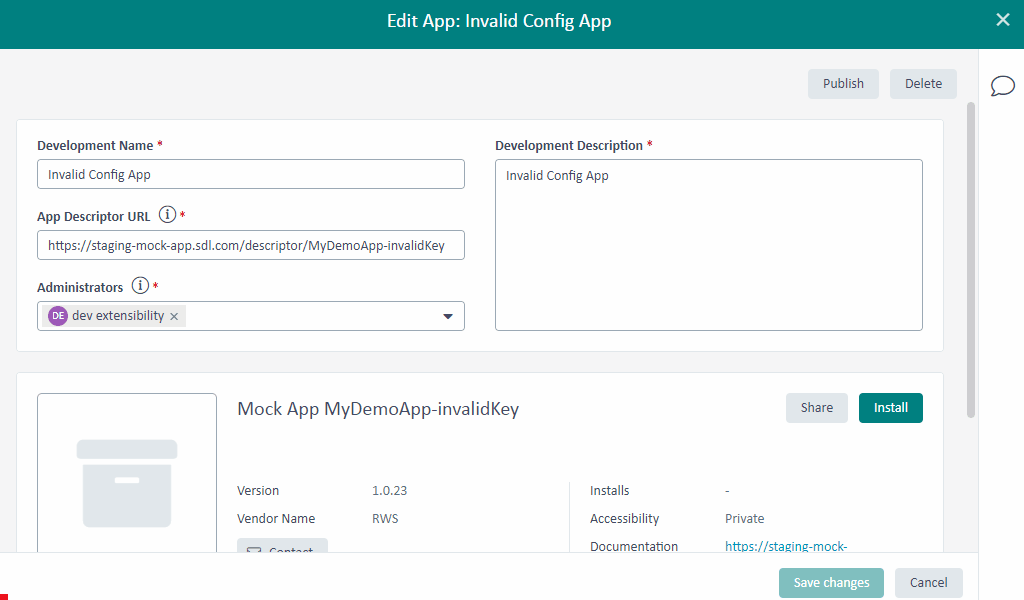 Edit App: Invalid Config App
Publish
Delete
Development Name *
Invalid Config App
Development Description *
Invalid Config App
App Descriptor URL i *
https://staging-mock-app.sdl.com/descriptor/MyDemoApp-invalidKey
Administrators i *
DE dev extensibility ×
Mock App MyDemoApp-invalidKey
Share
Install
Version 1.0.23
Installs -
Vendor Name RWS
Accessibility Private
Contact
Documentation https://staging-mock-
Save changes
Cancel